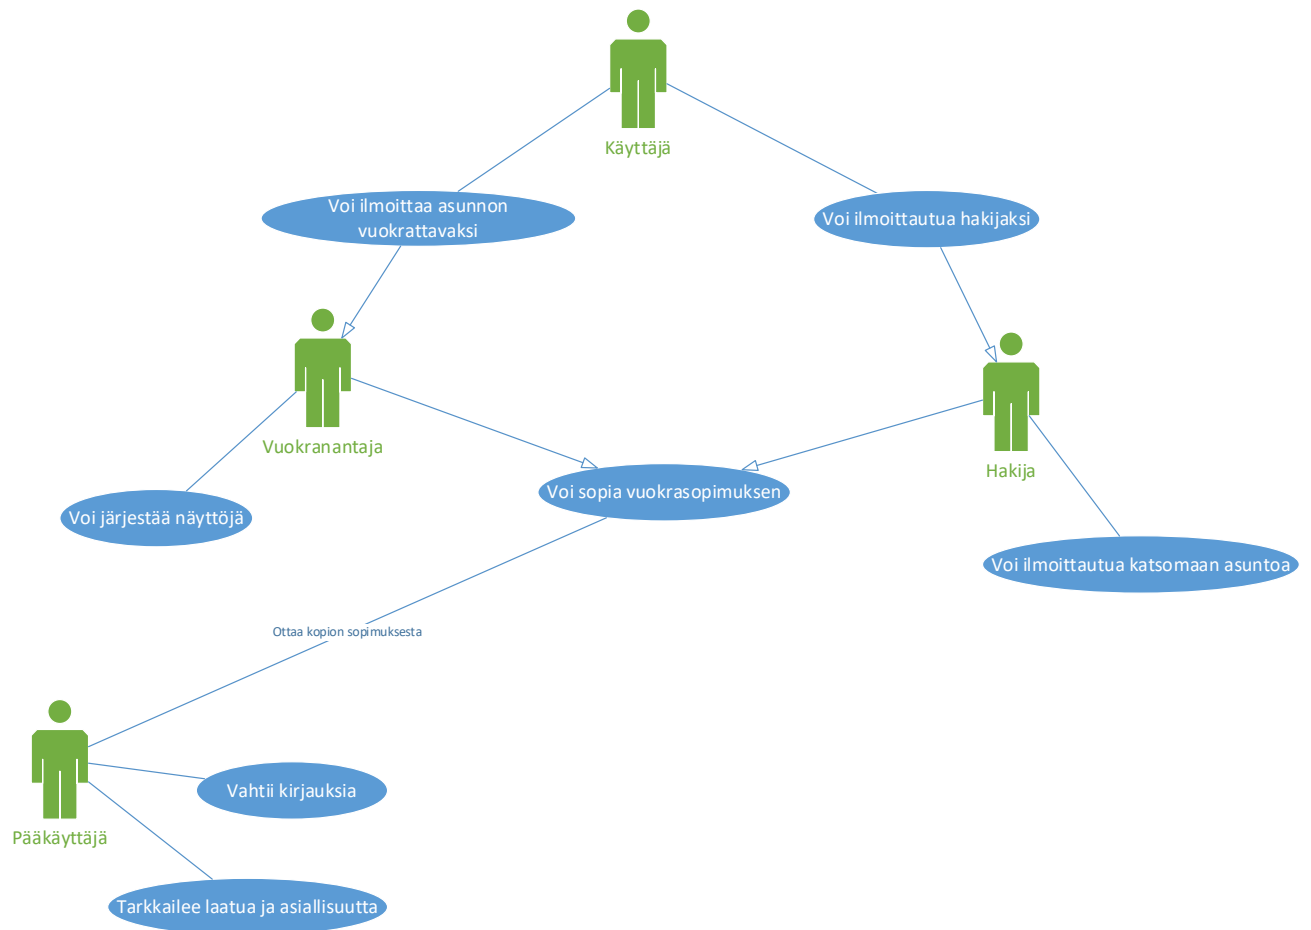 Käyttäjä
Voi ilmoittaa asunnon
vuokrattavaksi
Voi ilmoittautua hakijaksi
Vuokranantaja
Hakija
Voi sopia vuokrasopimuksen
Voi järjestää näyttöjä
Voi ilmoittautua katsomaan asuntoa
Ottaa kopion sopimuksesta
Vahtii kirjauksia
Pääkäyttäjä
Tarkkailee laatua ja asiallisuutta